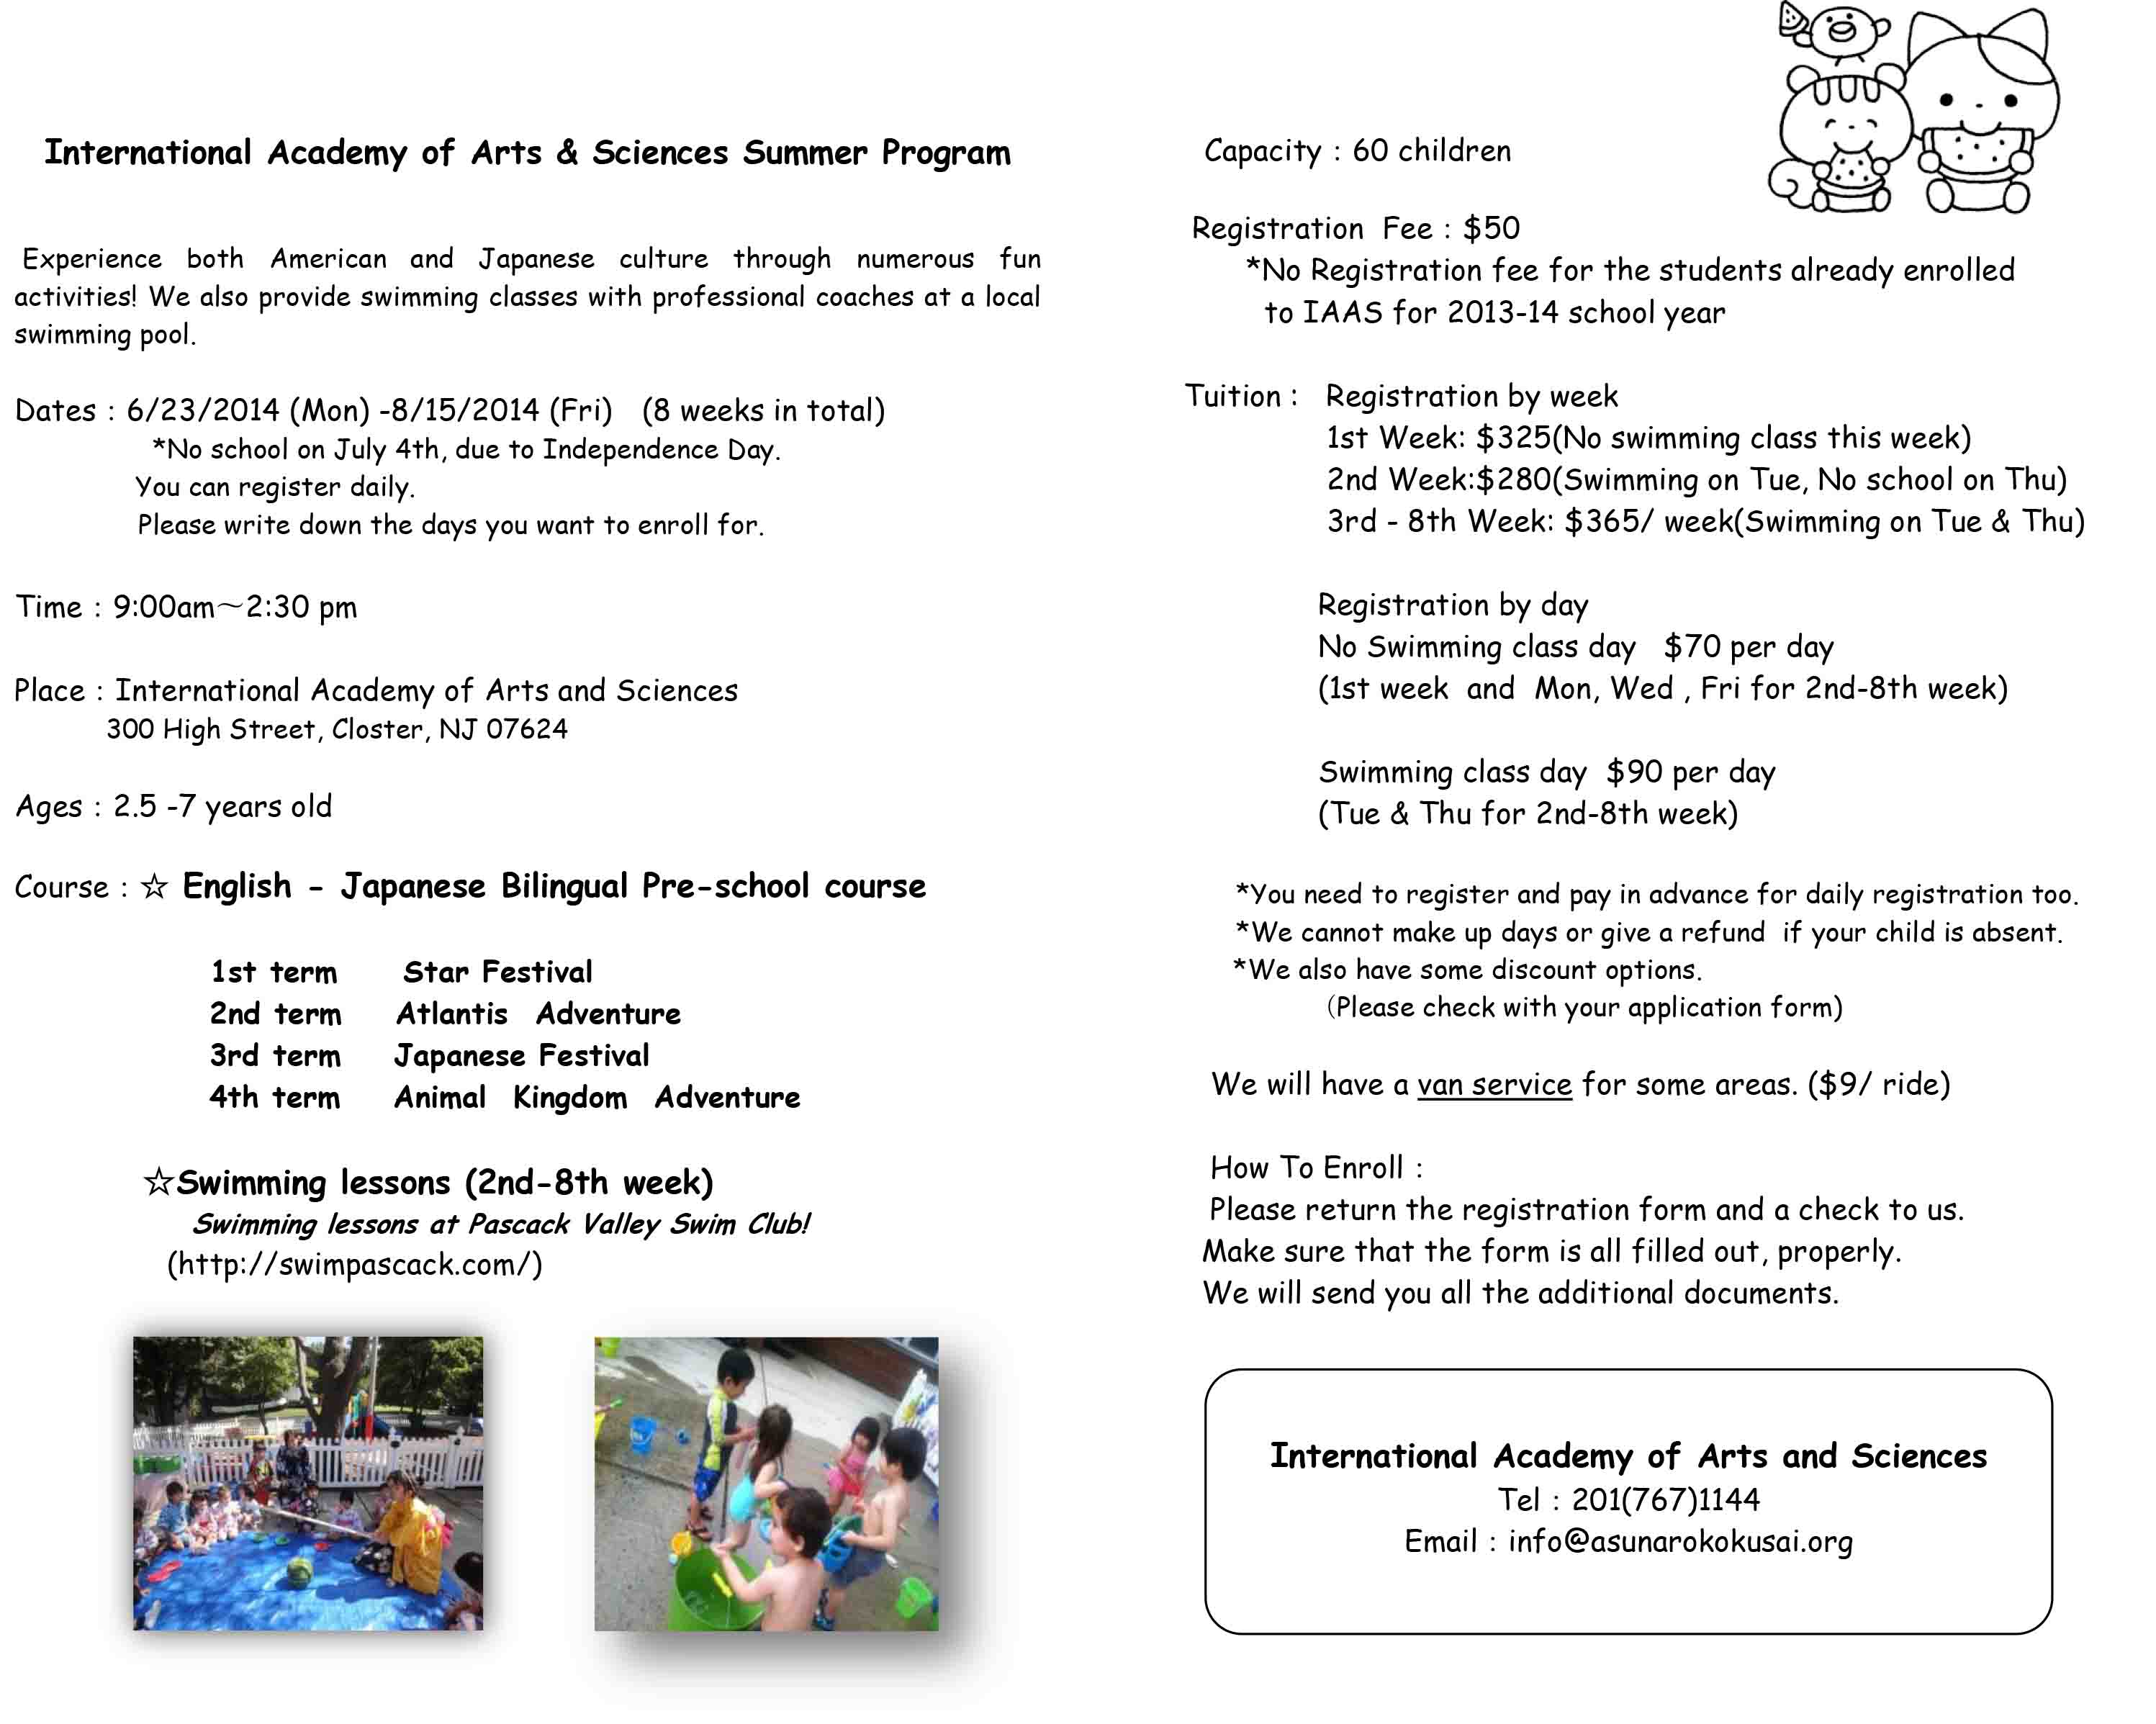 International Academy of Arts & Sciences Summer Program
Experience both American and Japanese culture through numerous fun
activities! We also provide swimming classes with professional coaches at a local
swimming pool.
Dates : 6/23/2014 (Mon) -8/15/2014 (Fri) (8 weeks in total)
*No school on July 4th, due to Independence Day.
You can register daily.
Please write down the days you want to enroll for.
Time : 9:00am～2:30 pm
Place : International Academy of Arts and Sciences
300 High Street, Closter, NJ 07624
Ages : 2.5 -7 years old
Course : ☆ English - Japanese Bilingual Pre-school course
1st term Star Festival
2nd term Atlantis Adventure
3rd term Japanese Festival
4th term Animal Kingdom Adventure
☆Swimming lessons (2nd-8th week)
Swimming lessons at Pascack Valley Swim Club!
(http://swimpascack.com/)
Capacity : 60 children
Registration Fee : $50
*No Registration fee for the students already enrolled
to IAAS for 2013-14 school year
Tuition : Registration by week
1st Week: $325(No swimming class this week)
2nd Week:$280(Swimming on Tue, No school on Thu)
3rd - 8th Week: $365/ week(Swimming on Tue & Thu)
Registration by day
No Swimming class day $70 per day
(1st week and Mon, Wed , Fri for 2nd-8th week)
Swimming class day $90 per day
(Tue & Thu for 2nd-8th week)
*You need to register and pay in advance for daily registration too.
*We cannot make up days or give a refund if your child is absent.
*We also have some discount options.
(Please check with your application form)
We will have a van service for some areas. ($9/ ride)
How To Enroll :
Please return the registration form and a check to us.
Make sure that the form is all filled out, properly.
We will send you all the additional documents.
International Academy of Arts and Sciences
Tel : 201(767)1144
Email : info@asunarokokusai.org